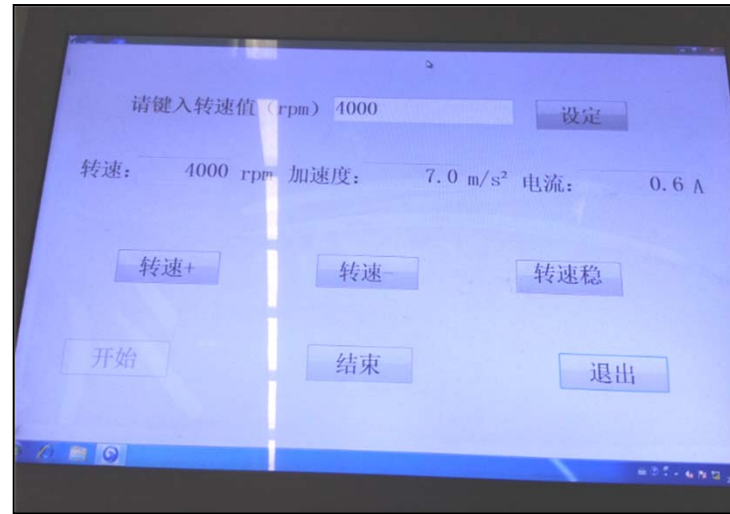 请键入转速值（rpm） 4000 设定
转速： 4000 rpm 加速度： 7.0 m/s² 电流： 0.6 A
转速+ 转速- 转速稳
开始 结束 退出